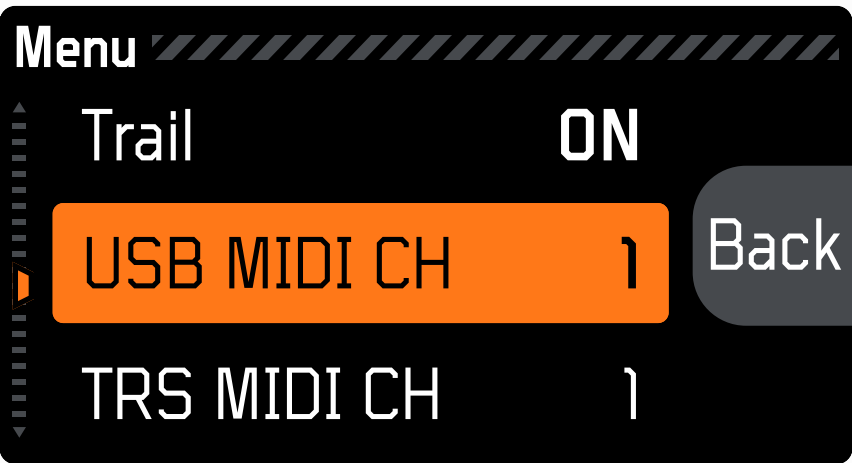 Menu
Trail ON
USB MIDI CH 1
Back
TRS MIDI CH 1